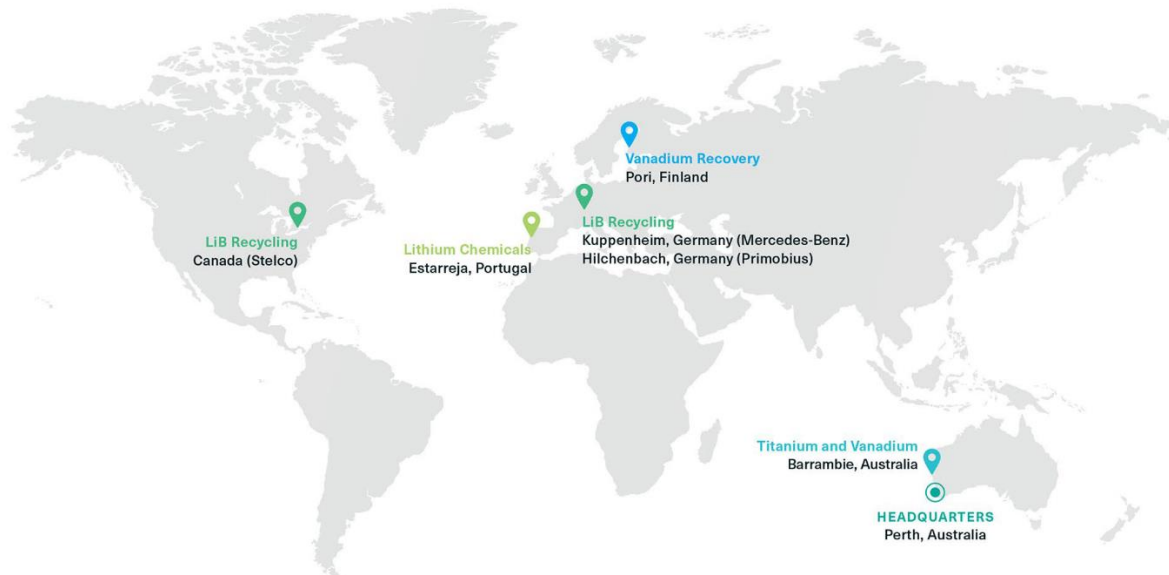 Vanadium Recovery
Pori, Finland
LiB Recycling
Canada (Stelco)
Lithium Chemicals
Estarreja, Portugal
LiB Recycling
Kuppenheim, Germany (Mercedes-Benz)
Hilchenbach, Germany (Primobius)
Titanium and Vanadium
Barrambie, Australia
HEADQUARTERS
Perth, Australia